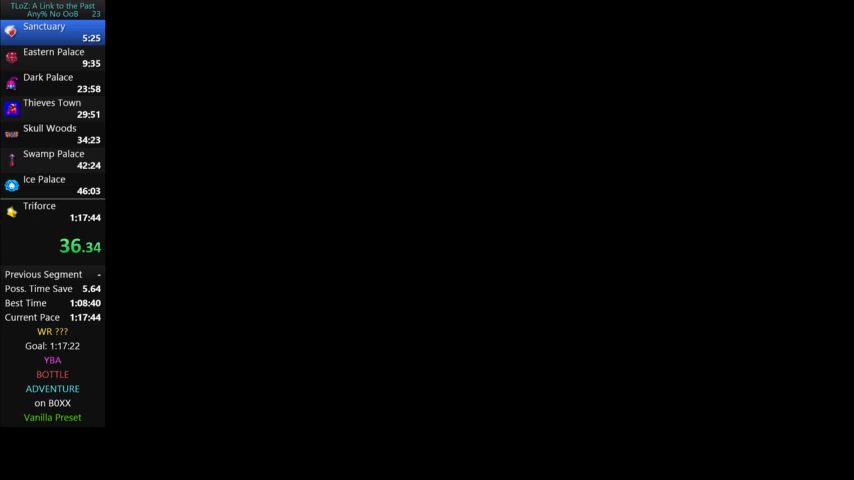 TLoZ: A Link to the Past
Any% No OoB 23
Sanctuary
5:25
Eastern Palace
9:35
Dark Palace
23:58
Thieves Town
29:51
Skull Woods
34:23
Swamp Palace
42:24
Ice Palace
46:03
Triforce
1:17:44
36.34
Previous Segment -
Poss. Time Save 5.64
Best Time 1:08:40
Current Pace 1:17:44
WR ???
Goal: 1:17:22
YBA
BOTTLE
ADVENTURE
on B0XX
Vanilla Preset